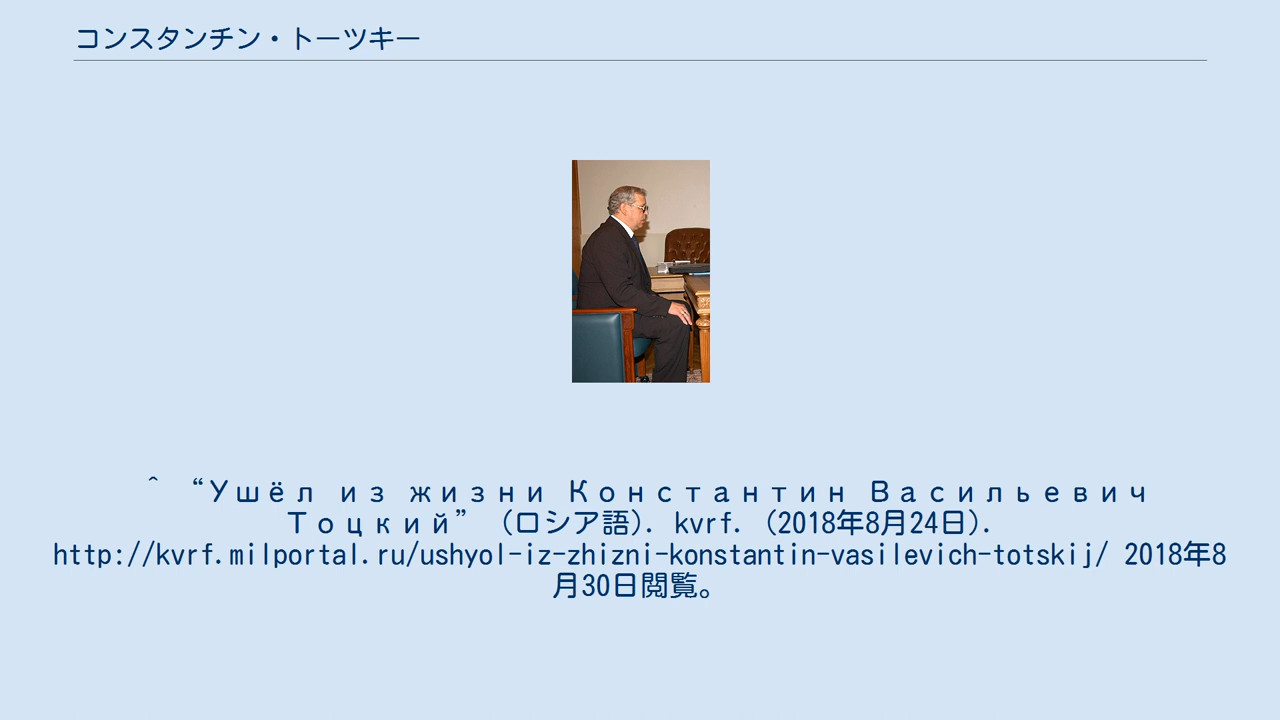 コンスタンチン・トーツキー
^ “Ушёл из жизни Константин Васильевич
Тоцкий” (ロシア語). kvrf. (2018年8月24日).
http://kvrf.milportal.ru/ushyol-iz-zhizni-konstantin-vasilevich-totskij/ 2018年8
月30日閲覧。